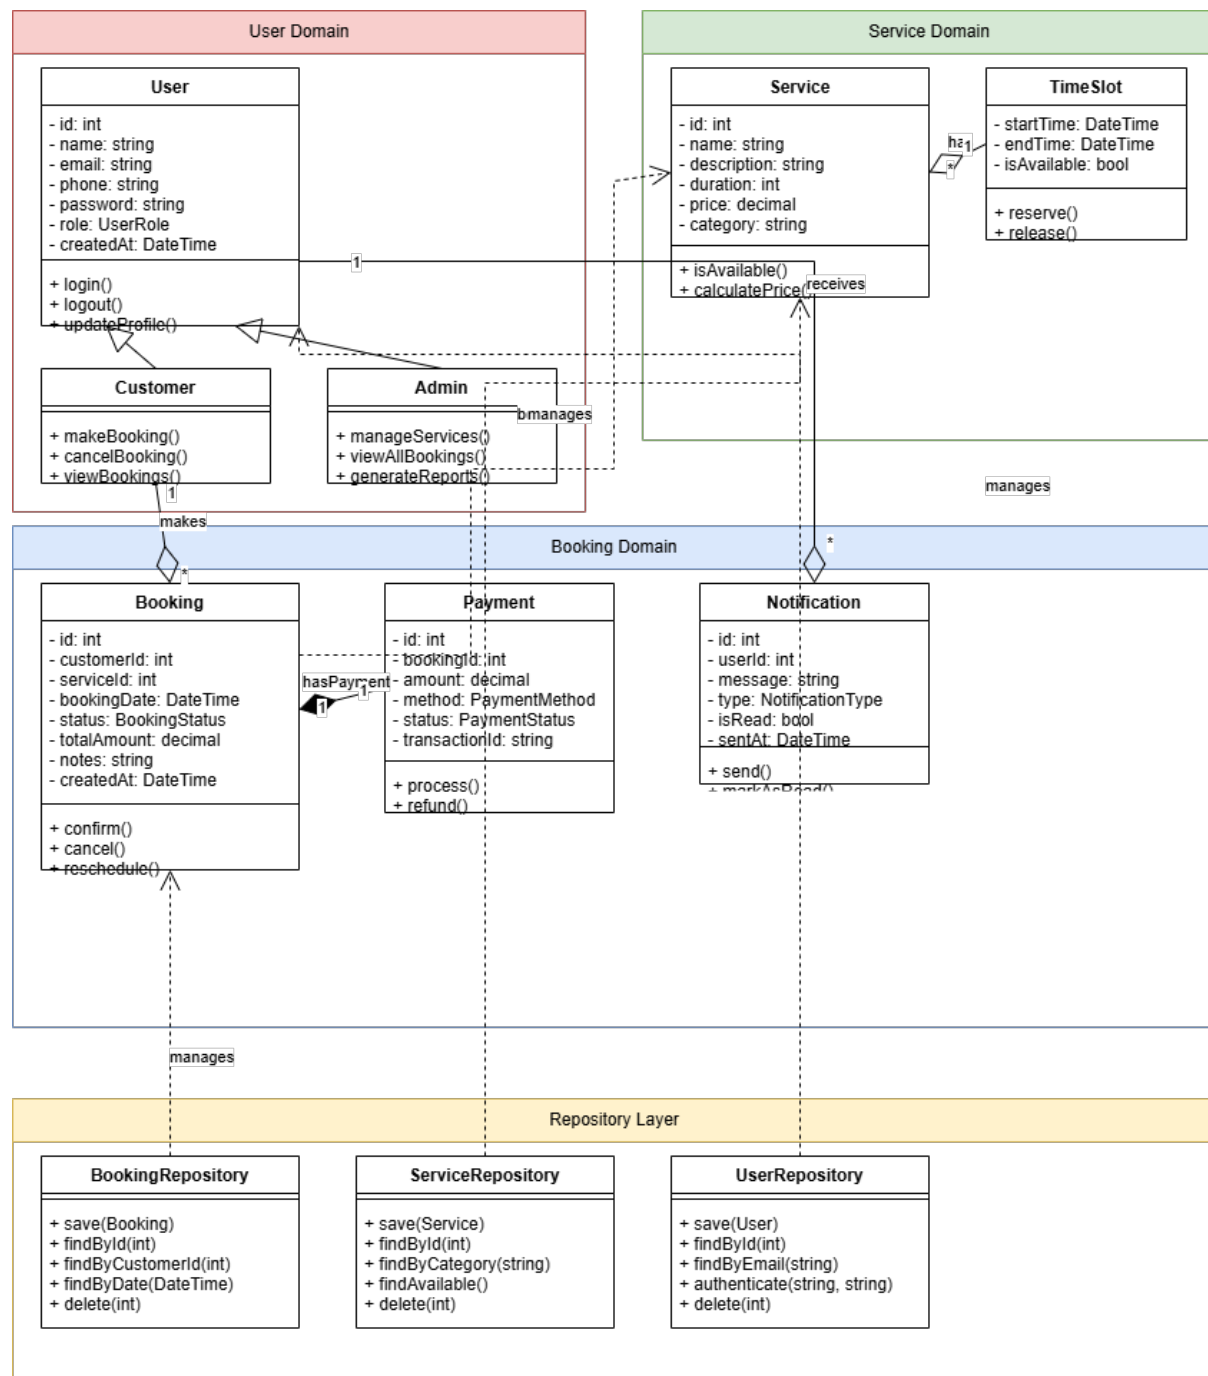 User Domain
User
- id: int
- name: string
- email: string
- phone: string
- password: string
- role: UserRole
- createdAt: DateTime
+ login()
+ logout()
+ updateProfile()
Customer
+ makeBooking()
+ cancelBooking()
+ viewBookings()
Admin
+ manageServices()
+ viewAllBookings()
+ generateReports()
Service Domain
Service
- id: int
- name: string
- description: string
- duration: int
- price: decimal
- category: string
+ isAvailable()
+ calculatePrice()
TimeSlot
- startTime: DateTime
- endTime: DateTime
- isAvailable: bool
+ reserve()
+ release()
1
*
1
receives
manages
manages
1
makes
*
*
Booking Domain
Booking
- id: int
- customerId: int
- serviceId: int
- bookingDate: DateTime
- status: BookingStatus
- totalAmount: decimal
- notes: string
- createdAt: DateTime
+ confirm()
+ cancel()
+ reschedule()
hasPayment
1
1
Payment
- id: int
- bookingId: int
- amount: decimal
- method: PaymentMethod
- status: PaymentStatus
- transactionId: string
+ process()
+ refund()
Notification
- id: int
- userId: int
- message: string
- type: NotificationType
- isRead: bool
- sentAt: DateTime
+ send()
+ markAsRead()
manages
Repository Layer
BookingRepository
+ save(Booking)
+ findById(int)
+ findByCustomerId(int)
+ findByDate(DateTime)
+ delete(int)
ServiceRepository
+ save(Service)
+ findById(int)
+ findByCategory(string)
+ findAvailable()
+ delete(int)
UserRepository
+ save(User)
+ findById(int)
+ findByEmail(string)
+ authenticate(string, string)
+ delete(int)